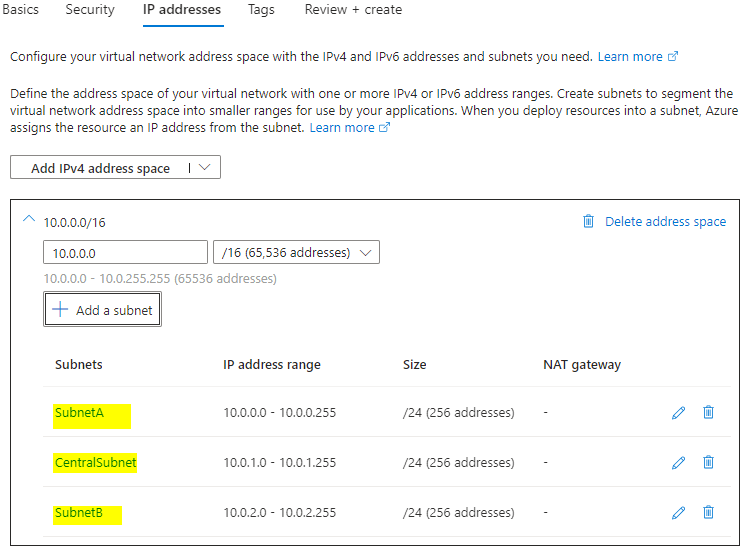 Basics Security IP addresses Tags Review + create
Configure your virtual network address space with the IPv4 and IPv6 addresses and subnets you need. Learn more
Define the address space of your virtual network with one or more IPv4 or IPv6 address ranges. Create subnets to segment the
virtual network address space into smaller ranges for use by your applications. When you deploy resources into a subnet, Azure
assigns the resource an IP address from the subnet. Learn more
Add IPv4 address space |
10.0.0.0/16 Delete address space
10.0.0.0 /16 (65,536 addresses)
10.0.0.0 - 10.0.255.255 (65536 addresses)
+ Add a subnet
Subnets IP address range Size NAT gateway
SubnetA 10.0.0.0 - 10.0.0.255 /24 (256 addresses) -
CentralSubnet 10.0.1.0 - 10.0.1.255 /24 (256 addresses) -
SubnetB 10.0.2.0 - 10.0.2.255 /24 (256 addresses) -